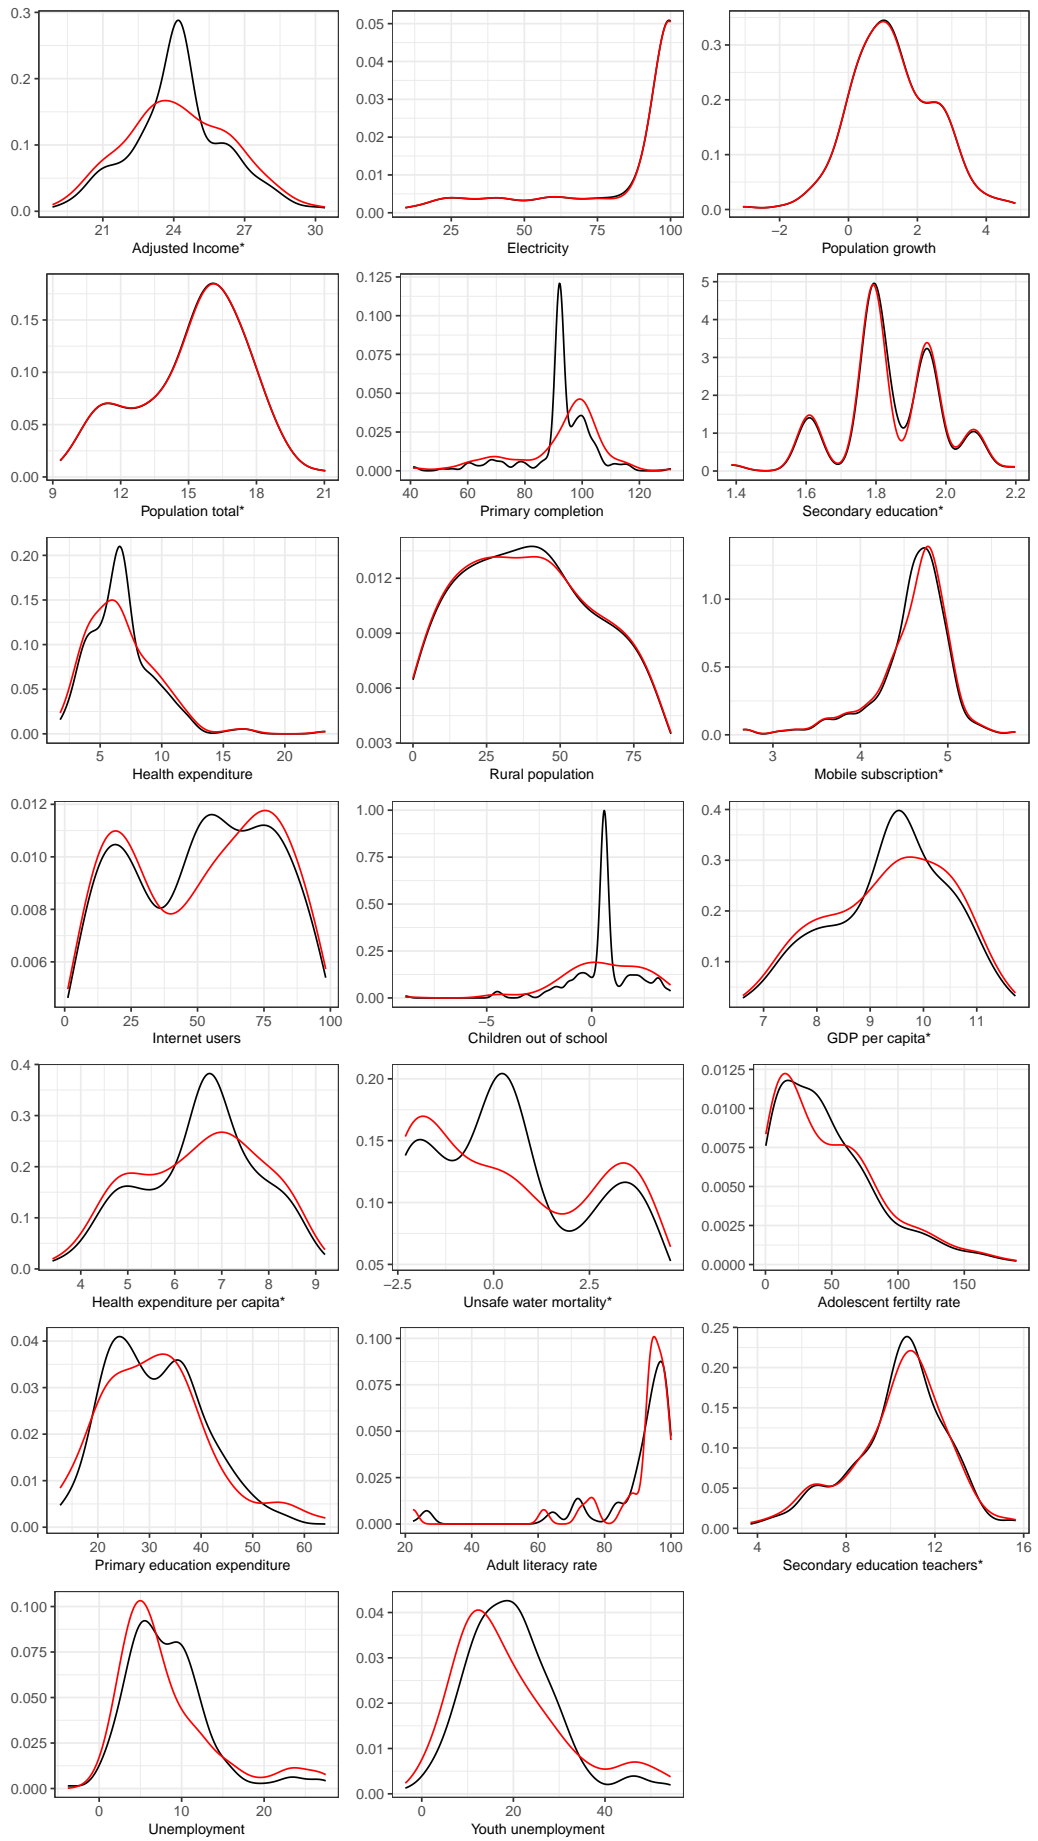 0.3
0.2
0.1
0.0
21 24 27 30
Adjusted Income*
0.05
0.04
0.03
0.02
0.01
0.00
25 50 75 100
Electricity
0.3
0.2
0.1
0.0
−2 0 2 4
Population growth
0.15
0.10
0.05
0.00
9 12 15 18 21
Population total*
0.125
0.100
0.075
0.050
0.025
0.000
40 60 80 100 120
Primary completion
5
4
3
2
1
0
1.4 1.6 1.8 2.0 2.2
Secondary education*
0.20
0.15
0.10
0.05
0.00
5 10 15 20
Health expenditure
0.012
0.009
0.006
0.003
0 25 50 75
Rural population
1.0
0.5
0.0
3 4 5
Mobile subscription*
0.012
0.010
0.008
0.006
0 25 50 75 100
Internet users
1.00
0.75
0.50
0.25
0.00
−5 0
Children out of school
0.4
0.3
0.2
0.1
7 8 9 10 11
GDP per capita*
0.4
0.3
0.2
0.1
0.0
4 5 6 7 8 9
Health expenditure per capita*
0.20
0.15
0.10
0.05
−2.5 0.0 2.5
Unsafe water mortality*
0.0125
0.0100
0.0075
0.0050
0.0025
0.0000
0 50 100 150
Adolescent fertilty rate
0.04
0.03
0.02
0.01
0.00
20 30 40 50 60
Primary education expenditure
0.100
0.075
0.050
0.025
0.000
20 40 60 80 100
Adult literacy rate
0.25
0.20
0.15
0.10
0.05
0.00
4 8 12 16
Secondary education teachers*
0.100
0.075
0.050
0.025
0.000
0 10 20
Unemployment
0.04
0.03
0.02
0.01
0.00
0 20 40
Youth unemployment